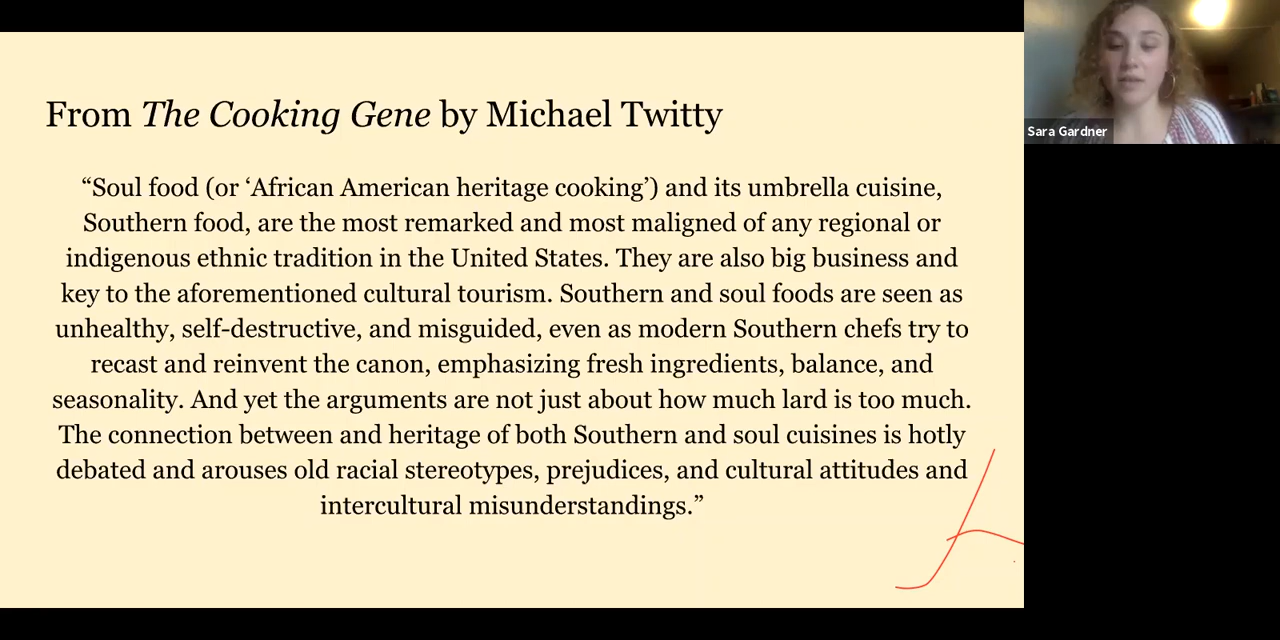 From The Cooking Gene by Michael Twitty
“Soul food (or ‘African American heritage cooking’) and its umbrella cuisine,
Southern food, are the most remarked and most maligned of any regional or
indigenous ethnic tradition in the United States. They are also big business and
key to the aforementioned cultural tourism. Southern and soul foods are seen as
unhealthy, self-destructive, and misguided, even as modern Southern chefs try to
recast and reinvent the canon, emphasizing fresh ingredients, balance, and
seasonality. And yet the arguments are not just about how much lard is too much.
The connection between and heritage of both Southern and soul cuisines is hotly
debated and arouses old racial stereotypes, prejudices, and cultural attitudes and
intercultural misunderstandings.”
Sara Gardner